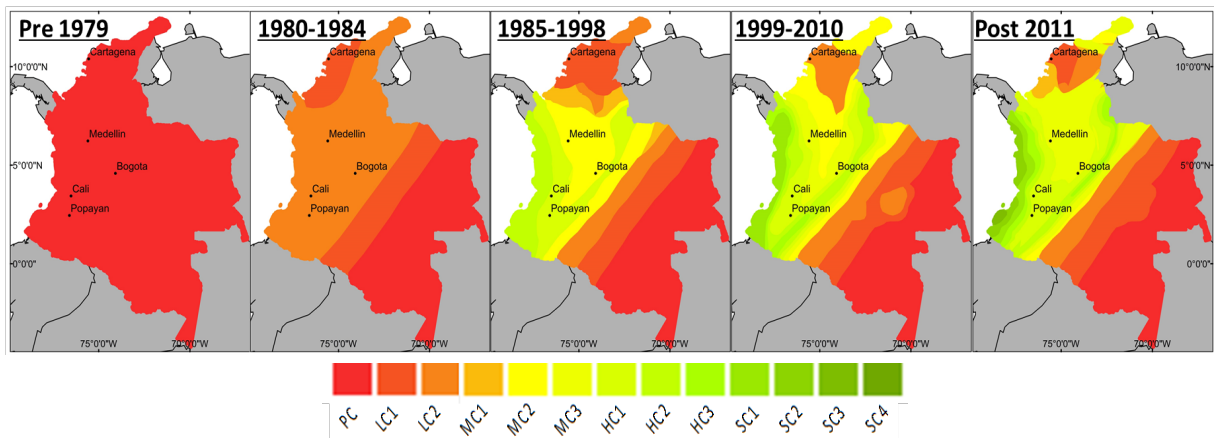 Pre 1979
1980-1984
1985-1998
1999-2010
Post 2011
Cartagena
Cartagena
Cartagena
Cartagena
Cartagena
10°0'0"N
10°0'0"N
Medellin
Medellin
Medellin
Medellin
Medellin
5°0'0"N
5°0'0"N
Bogota
Bogota
Bogota
Bogota
Bogota
Cali
Cali
Cali
Cali
Cali
Popayan
Popayan
Popayan
Popayan
Popayan
0°0'0"
0°0'0"
75°0'0"W
70°0'0"W
75°0'0"W
70°0'0"W
75°0'0"W
70°0'0"W
75°0'0"W
70°0'0"W
75°0'0"W
70°0'0"W
PC
LC1
LC2
MC1
MC2
MC3
HC1
HC2
HC3
SC1
SC2
SC3
SC4